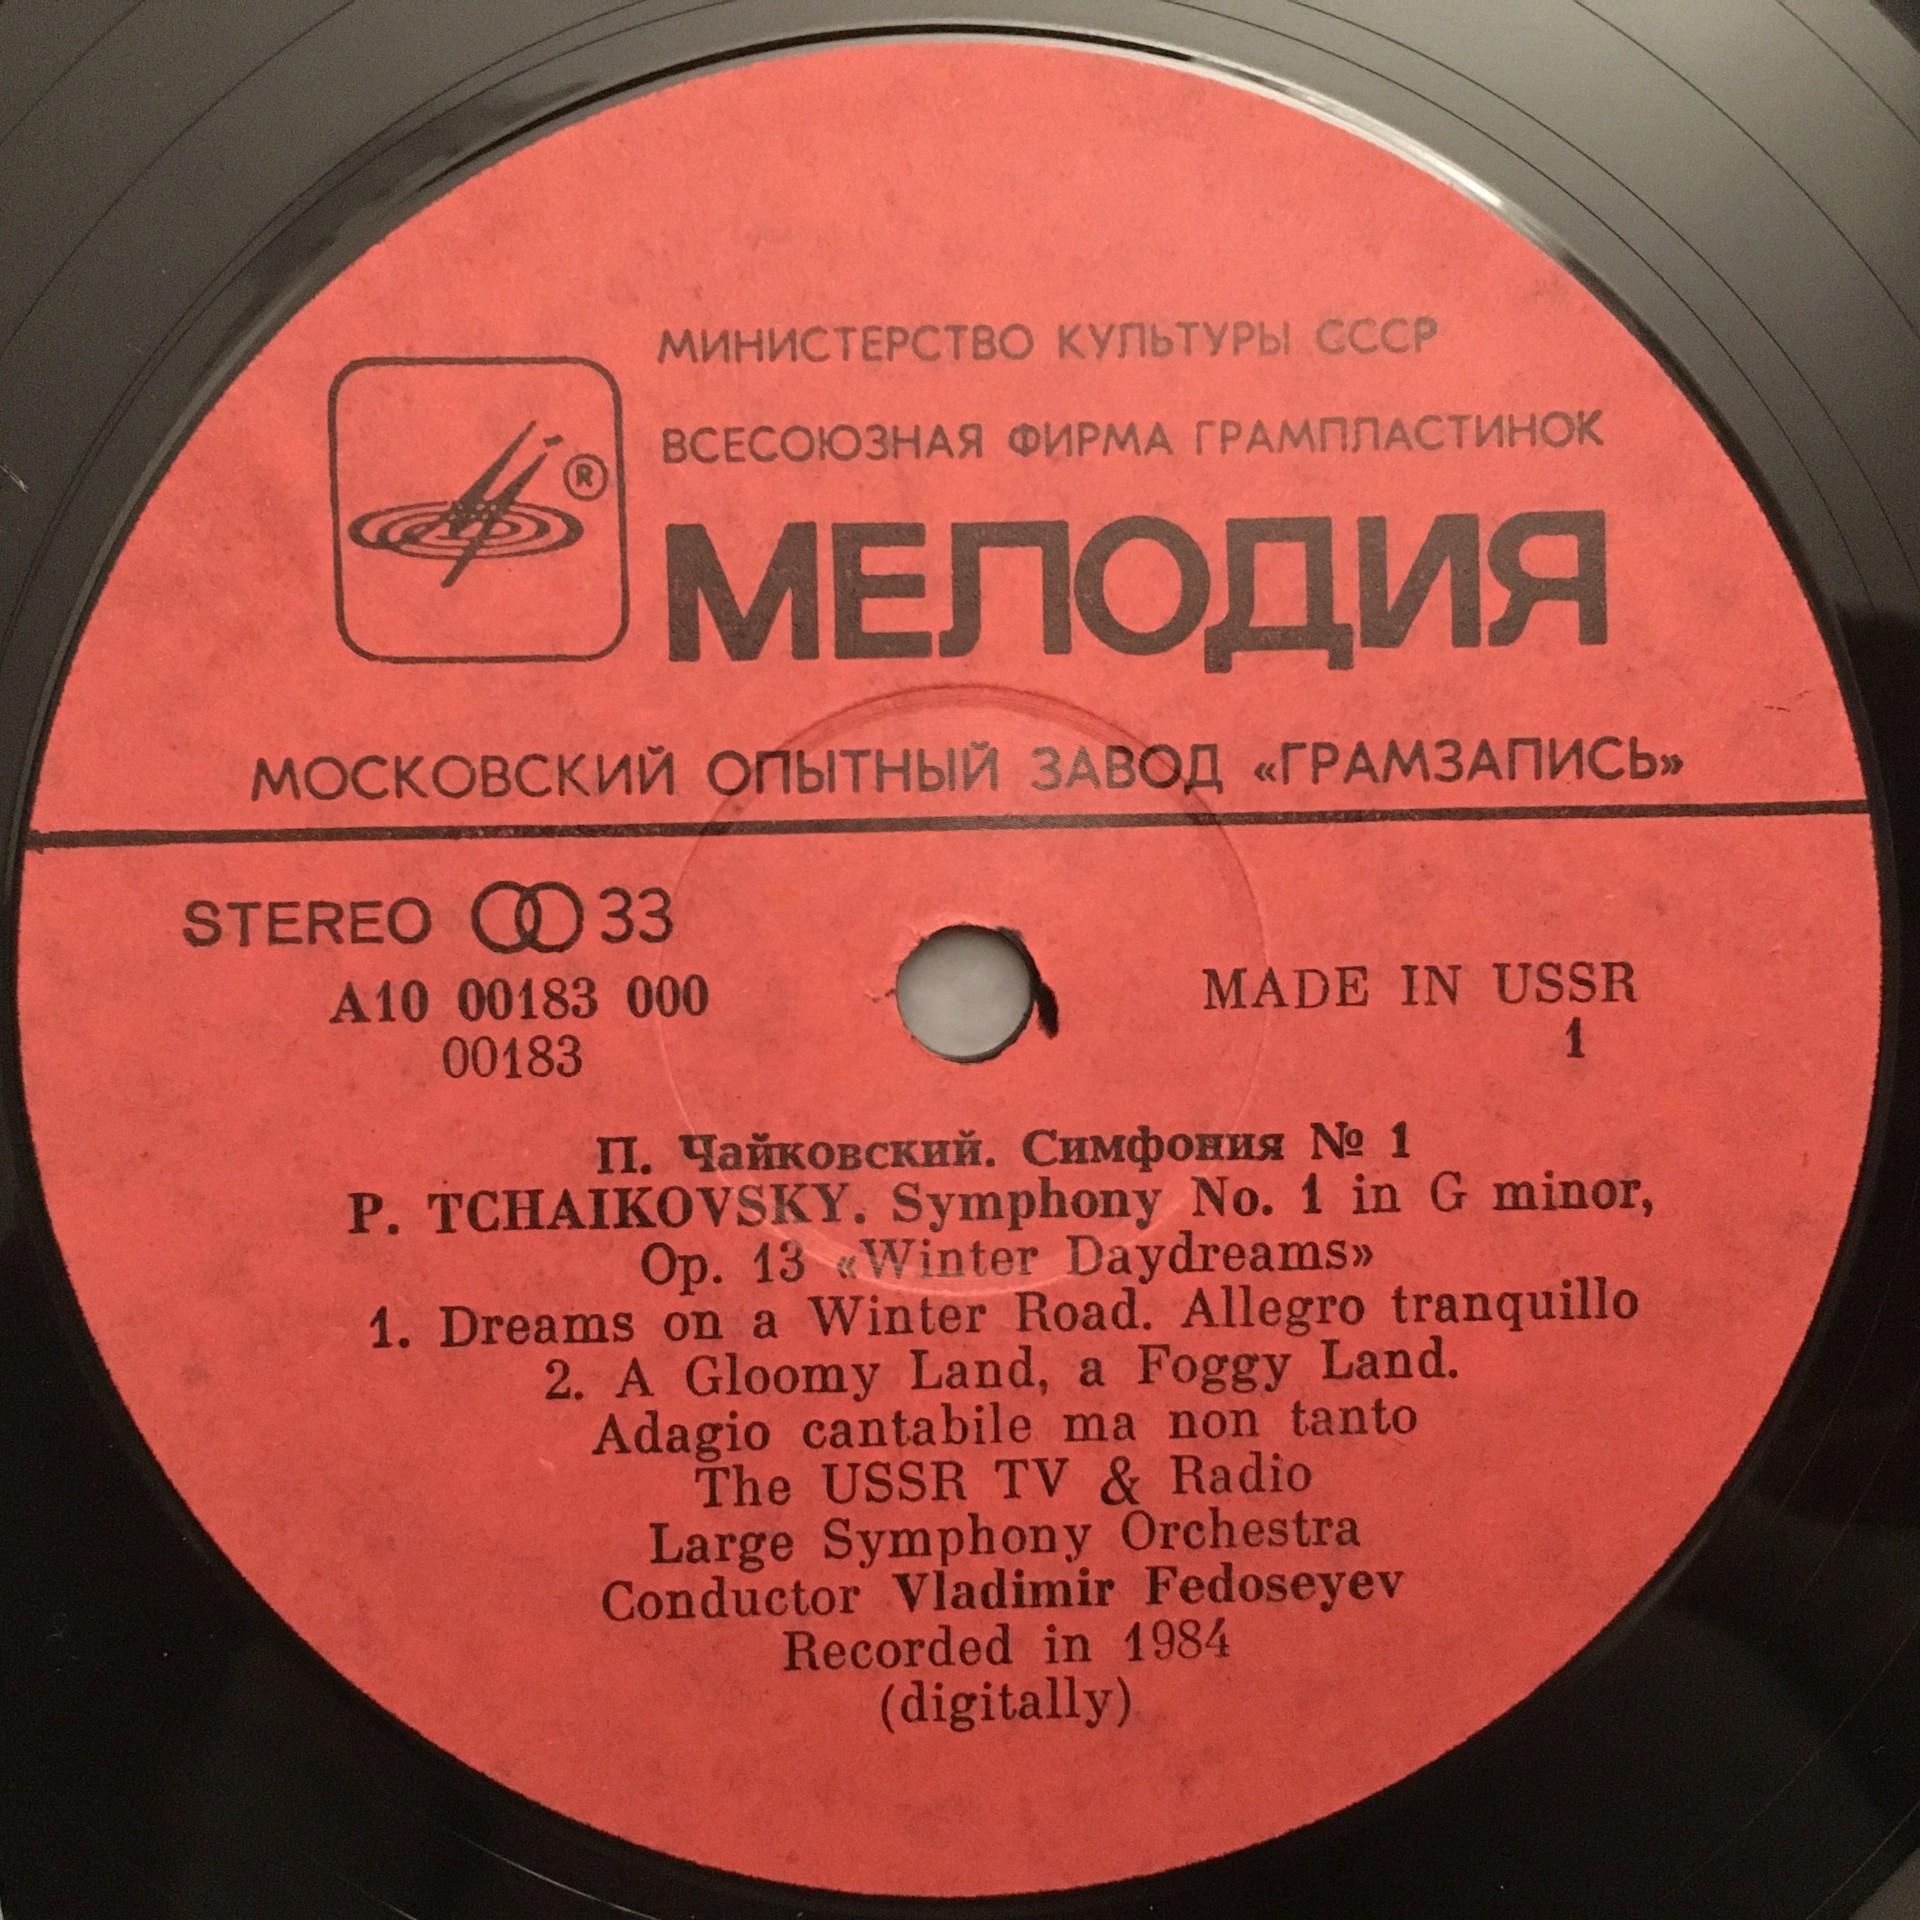 МИНИСТЕРСТВО КУЛЬТУРЫ СССР
ВСЕСОЮЗНАЯ ФИРМА ГРАМПЛАСТИНОК
®
МЕЛОДИЯ
МОСКОВСКИЙ ОПЫТНЫЙ ЗАВОД «ГРАМЗАПИСЬ»
STEREO 33
A10 00183 000
00183
MADE IN USSR
1
П. Чайковский. Симфония № 1
P. TCHAIKOVSKY. Symphony No. 1 in G minor,
Op. 13 «Winter Daydreams»
1. Dreams on a Winter Road. Allegro tranquillo
2. A Gloomy Land, a Foggy Land.
Adagio cantabile ma non tanto
The USSR TV & Radio
Large Symphony Orchestra
Conductor Vladimir Fedoseyev
Recorded in 1984
(digitally)